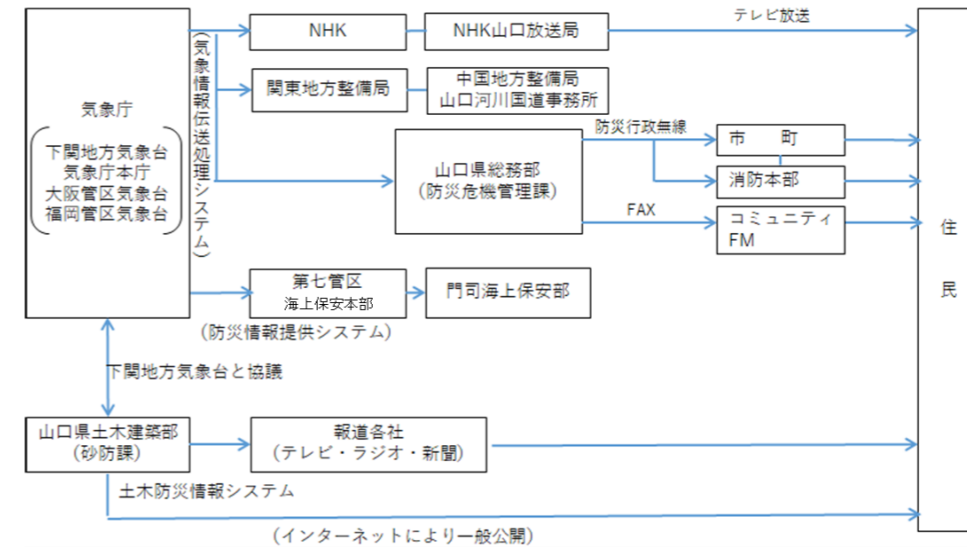 テレビ放送
NHK
NHK山口放送局
(気象情報伝送処理システム)
関東地方整備局
中国地方整備局
山口河川国道事務所
気象庁
下関地方気象台
気象庁本庁
大阪管区気象台
福岡管区気象台
防災行政無線
市　町
山口県総務部
(防災危機管理課)
消防本部
FAX
コミュニティ
FM
住民
第七管区
海上保安本部
門司海上保安部
(防災情報提供システム)
下関地方気象台と協議
山口県土木建築部
(砂防課)
報道各社
(テレビ・ラジオ・新聞)
土木防災情報システム
(インターネットにより一般公開)